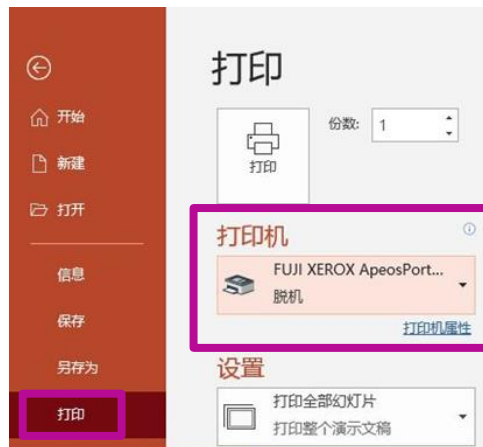 开始
新建
打开
信息
保存
另存为
打印
打印
份数: 1
打印
打印机
FUJI XEROX ApeosPort...
脱机
打印机属性
设置
打印全部幻灯片
打印整个演示文稿